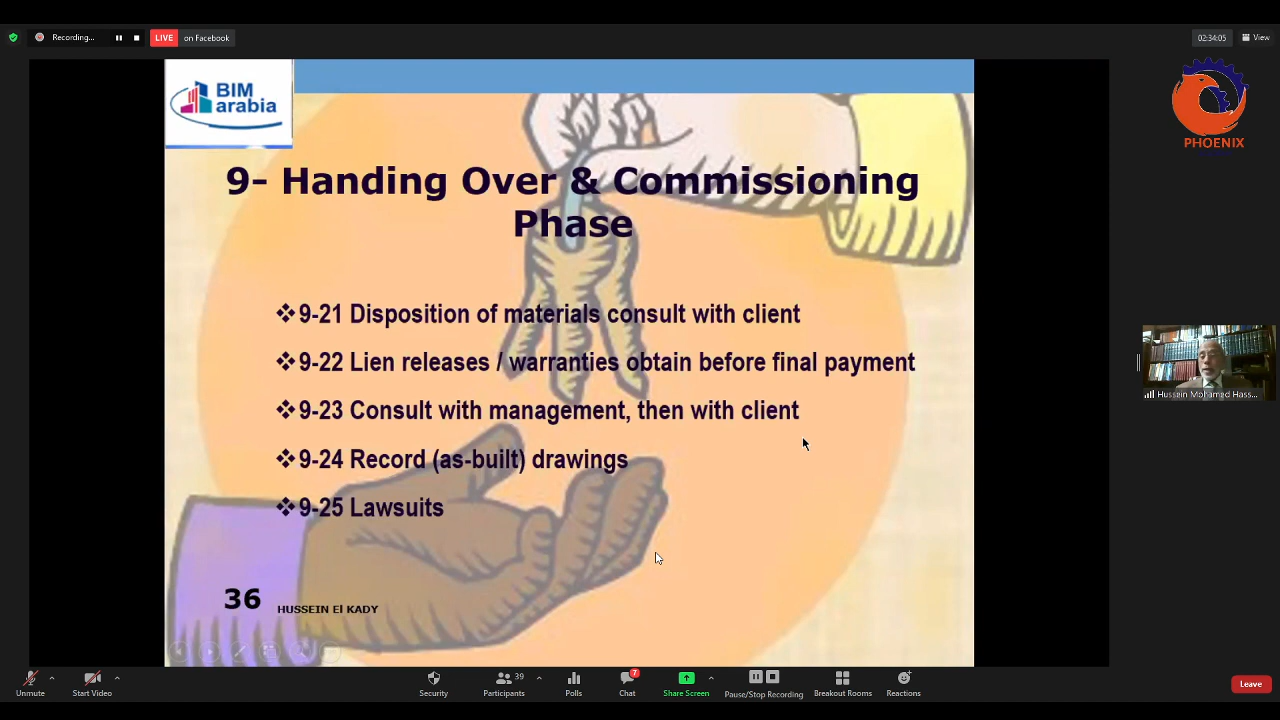 Recording...
LIVE
on Facebook
02:34:05
View
BIM
arabia
PHOENIX
9- Handing Over & Commissioning
Phase
❖9-21 Disposition of materials consult with client
❖9-22 Lien releases / warranties obtain before final payment
❖9-23 Consult with management, then with client
❖9-24 Record (as-built) drawings
❖9-25 Lawsuits
36
HUSSEIN El KADY
Hussein Mohamed Hass...
Unmute
Start Video
Security
Participants
39
Polls
Chat
7
Share Screen
Pause/Stop Recording
Breakout Rooms
Reactions
Leave